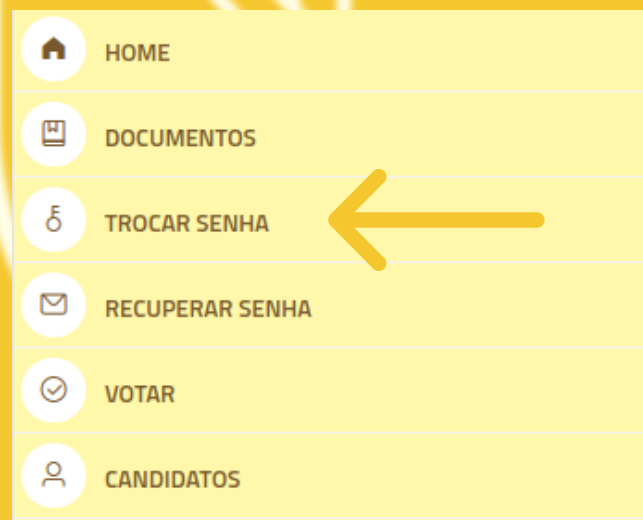 HOME
DOCUMENTOS
TROCAR SENHA
RECUPERAR SENHA
VOTAR
CANDIDATOS